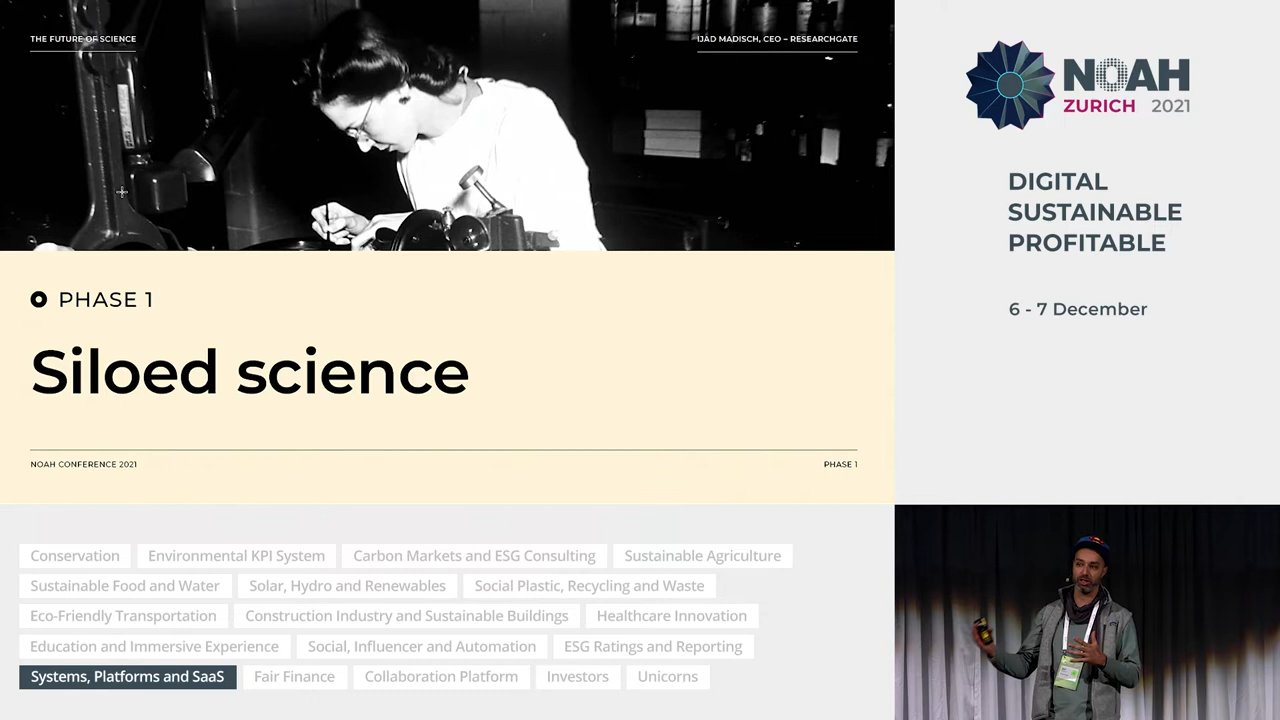 THE FUTURE OF SCIENCE
IJAD MADISCH, CEO – RESEARCHGATE
PHASE 1
Siloed science
NOAH CONFERENCE 2021
PHASE 1
NOAH
ZURICH 2021
DIGITAL
SUSTAINABLE
PROFITABLE
6 - 7 December
Conservation
Environmental KPI System
Carbon Markets and ESG Consulting
Sustainable Agriculture
Sustainable Food and Water
Solar, Hydro and Renewables
Social Plastic, Recycling and Waste
Eco-Friendly Transportation
Construction Industry and Sustainable Buildings
Healthcare Innovation
Education and Immersive Experience
Social, Influencer and Automation
ESG Ratings and Reporting
Systems, Platforms and SaaS
Fair Finance
Collaboration Platform
Investors
Unicorns